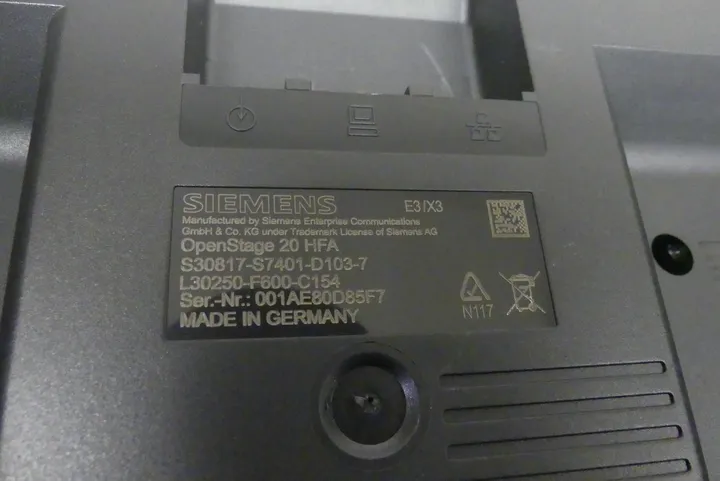 SIEMENS E3/X3
Manufactured by Siemens Enterprise Communications
GmbH & Co. KG under Trademark License of Siemens AG
OpenStage 20 HFA
S30817-S7401-D103-7
L30250-F600-C154
Ser.-Nr.: 001AE80D85F7
MADE IN GERMANY
N117